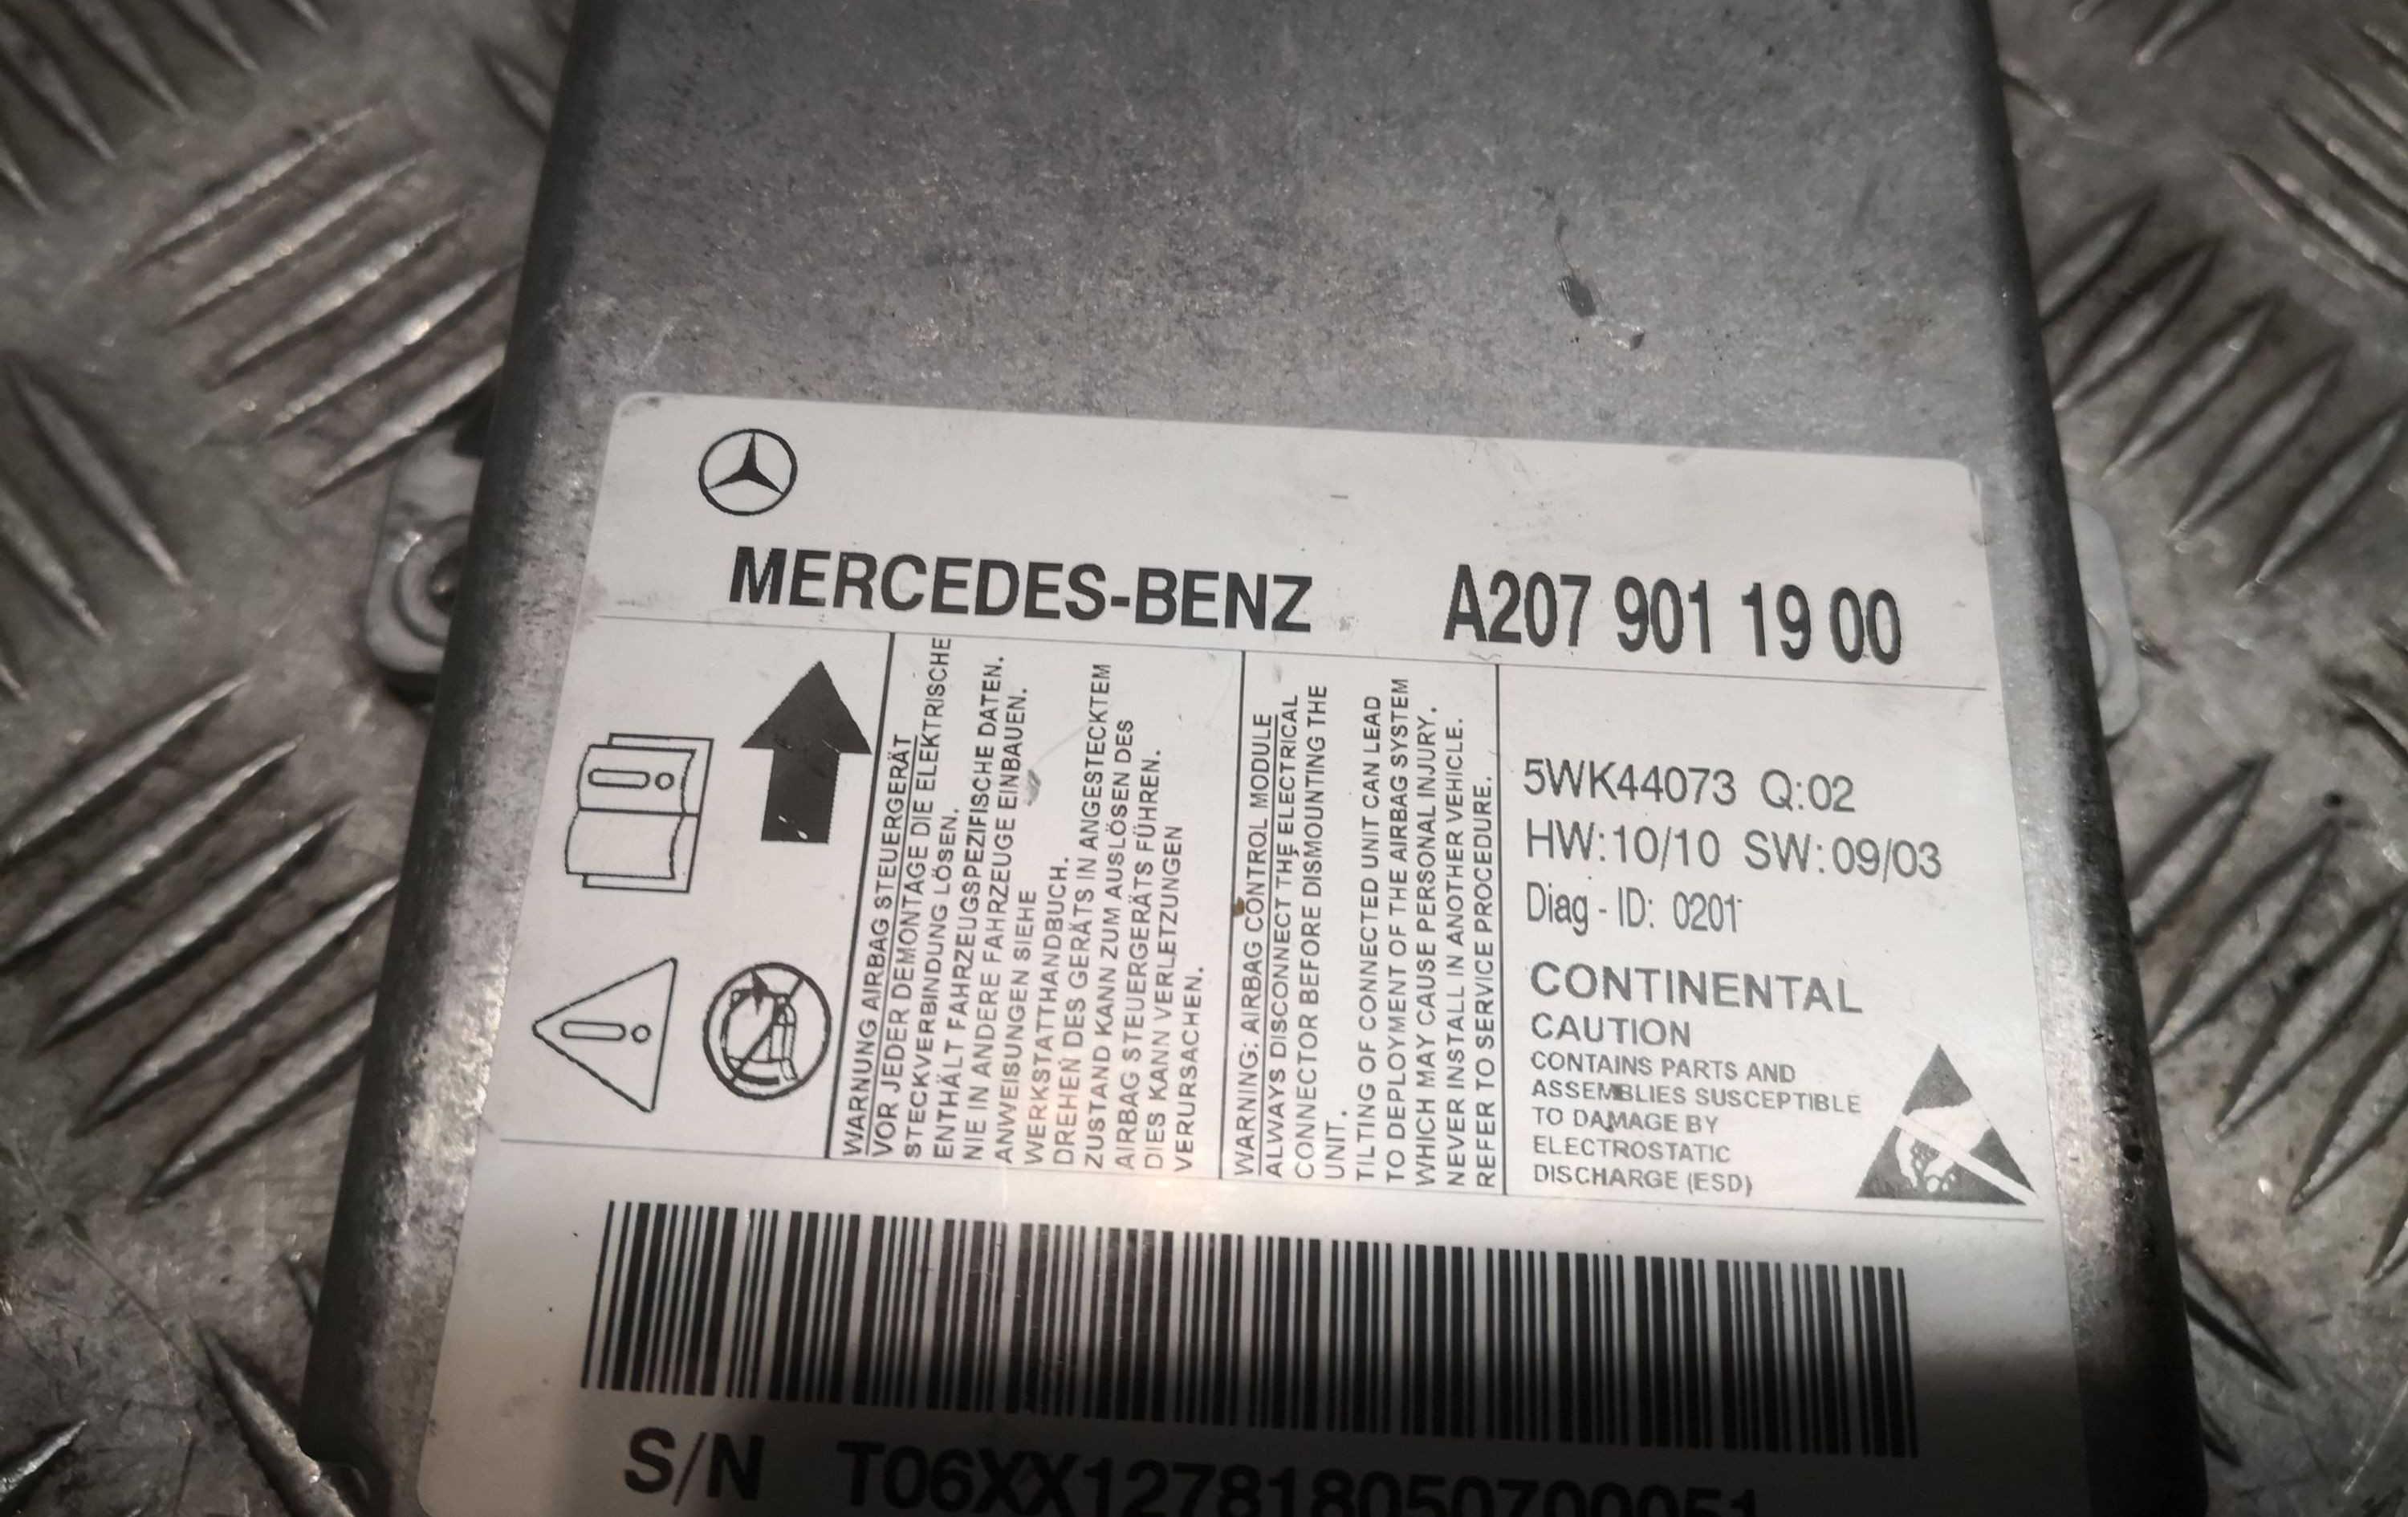 MERCEDES-BENZ A207 901 19 00
WARNUNG AIRBAG STEUERGERÄT
VOR JEDER DEMONTAGE DIE ELEKTRISCHE
STECKVERBINDUNG LÖSEN.
ENTHÄLT FAHRZEUGSPEZIFISCHE DATEN.
NIE IN ANDERE FAHRZEUGE EINBAUEN.
ANWEISUNGEN SIEHE
WERKSTATTHANDBUCH.
DREHEN DES GERÄTS IN ANGESTECKTEM
ZUSTAND KANN ZUM AUSLÖSEN DES
AIRBAG STEUERGERÄTS FÜHREN.
DIES KANN VERLETZUNGEN
VERURSACHEN.
WARNING: AIRBAG CONTROL MODULE
ALWAYS DISCONNECT THE ELECTRICAL
CONNECTOR BEFORE DISMOUNTING THE
UNIT.
TILTING OF CONNECTED UNIT CAN LEAD
TO DEPLOYMENT OF THE AIRBAG SYSTEM
WHICH MAY CAUSE PERSONAL INJURY.
NEVER INSTALL IN ANOTHER VEHICLE.
REFER TO SERVICE PROCEDURE.
5WK44073 Q:02
HW:10/10 SW:09/03
Diag - ID: 0201
CONTINENTAL
CAUTION
CONTAINS PARTS AND
ASSEMBLIES SUSCEPTIBLE
TO DAMAGE BY
ELECTROSTATIC
DISCHARGE (ESD)
S/N T06XX127818050700051